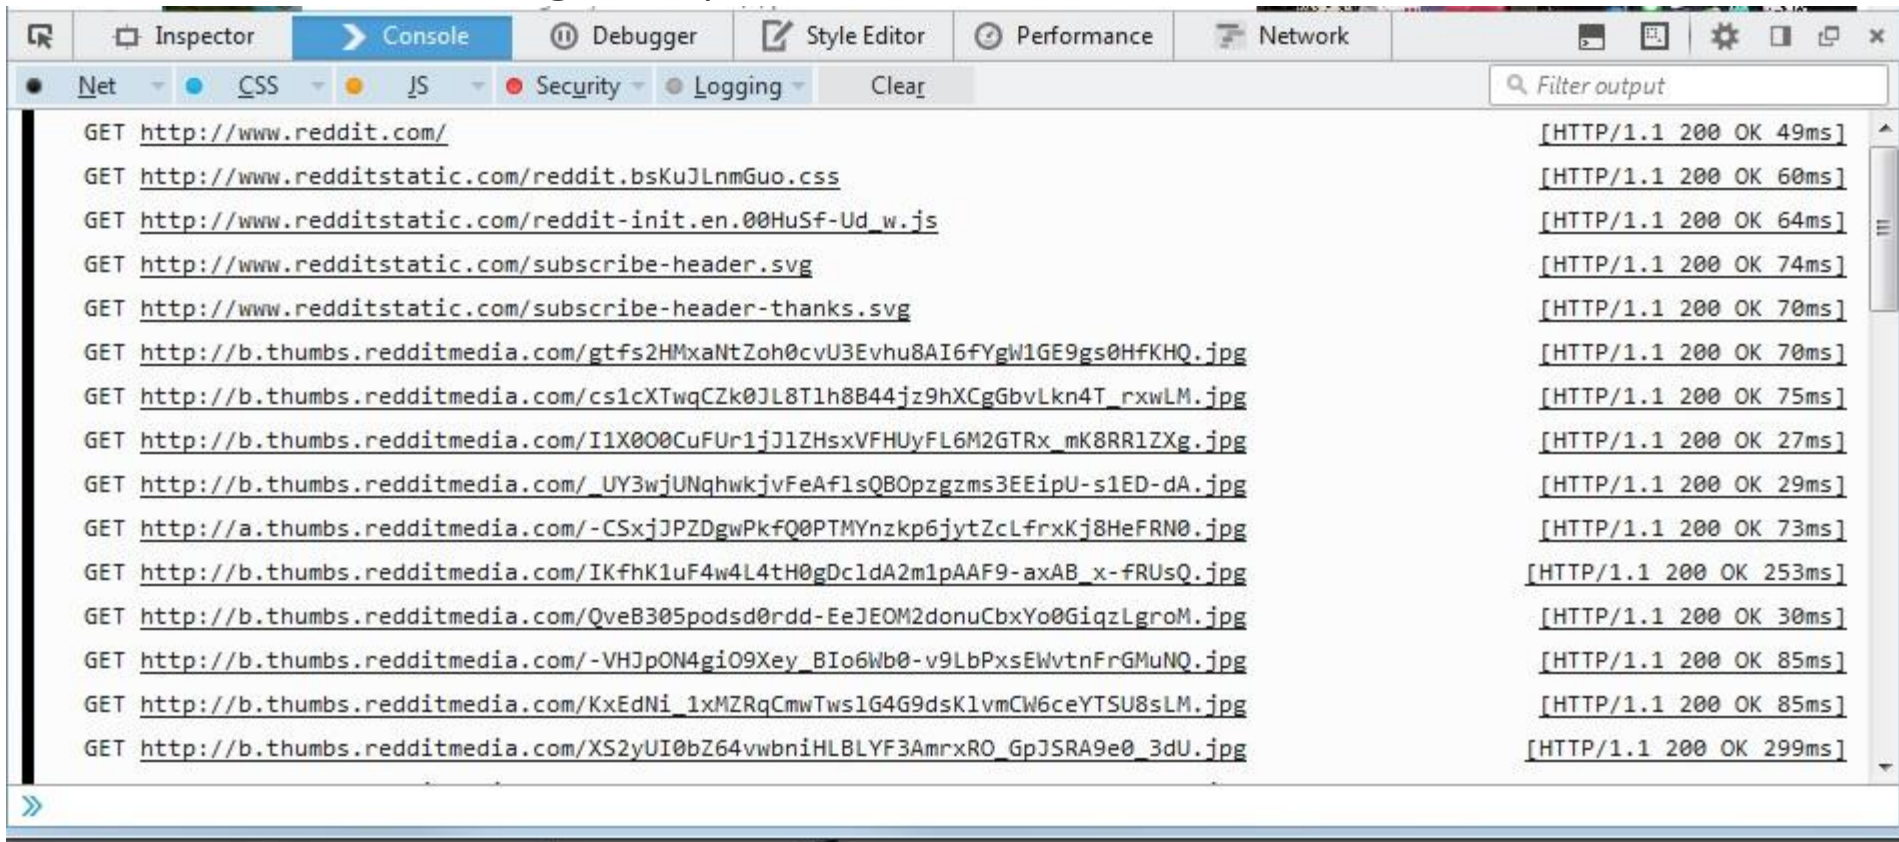 Inspector Console Debugger Style Editor Performance Network
Net CSS JS Security Logging Clear Filter output
GET http://www.reddit.com/ [HTTP/1.1 200 OK 49ms]
GET http://www.redditstatic.com/reddit.bsKuJLnmGuo.css [HTTP/1.1 200 OK 60ms]
GET http://www.redditstatic.com/reddit-init.en.00HuSf-Ud_w.js [HTTP/1.1 200 OK 64ms]
GET http://www.redditstatic.com/subscribe-header.svg [HTTP/1.1 200 OK 74ms]
GET http://www.redditstatic.com/subscribe-header-thanks.svg [HTTP/1.1 200 OK 70ms]
GET http://b.thumbs.redditmedia.com/gtfs2HMxaNtZoh0cvU3Evhu8AI6fYgW1GE9gs0HfKHQ.jpg [HTTP/1.1 200 OK 70ms]
GET http://b.thumbs.redditmedia.com/cs1cXTwqCZk0JL8Tlh8B44jz9hXCgGbvLkn4T_rxwLM.jpg [HTTP/1.1 200 OK 75ms]
GET http://b.thumbs.redditmedia.com/I1X0O0CuFUr1jJlZHsxVFHUyFL6M2GTRx_mK8RRlZXg.jpg [HTTP/1.1 200 OK 27ms]
GET http://b.thumbs.redditmedia.com/_UY3wjUNqhwkjvFeAflsQBOpzgzms3EEipU-s1ED-dA.jpg [HTTP/1.1 200 OK 29ms]
GET http://a.thumbs.redditmedia.com/-CSxjJPZDgwPkfQ0PTMYnzkp6jytZcLfrxKj8HeFRN0.jpg [HTTP/1.1 200 OK 73ms]
GET http://b.thumbs.redditmedia.com/IKfhK1uF4w4L4tH0gDcldA2m1pAAF9-axAB_x-fRUsQ.jpg [HTTP/1.1 200 OK 253ms]
GET http://b.thumbs.redditmedia.com/QveB305podsd0rdd-EeJEOM2donuCbxYo0GiqzLgroM.jpg [HTTP/1.1 200 OK 30ms]
GET http://b.thumbs.redditmedia.com/-VHJpON4giO9Xey_BIo6Wb0-v9LbPxsEWvtnFrGMuNQ.jpg [HTTP/1.1 200 OK 85ms]
GET http://b.thumbs.redditmedia.com/KxEdNi_1xMZRqCmwTwslG4G9dsKlvmCW6ceYTSU8sLM.jpg [HTTP/1.1 200 OK 85ms]
GET http://b.thumbs.redditmedia.com/XS2yUI0bZ64vwbniHLBLYF3AmrxRO_GpJSRA9e0_3dU.jpg [HTTP/1.1 200 OK 299ms]